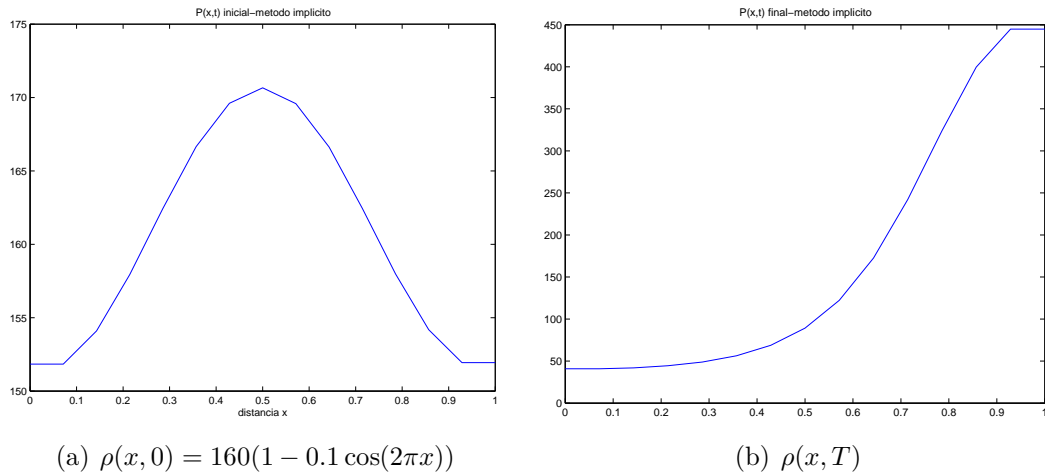 P(x,t) inicial−metodo implicito
175
170
165
160
155
150
0 0.1 0.2 0.3 0.4 0.5 0.6 0.7 0.8 0.9 1
distancia x
(a) ρ(x, 0) = 160(1 − 0.1 cos(2πx))
P(x,t) final−metodo implicito
450
400
350
300
250
200
150
100
50
0
0 0.1 0.2 0.3 0.4 0.5 0.6 0.7 0.8 0.9 1
(b) ρ(x, T)